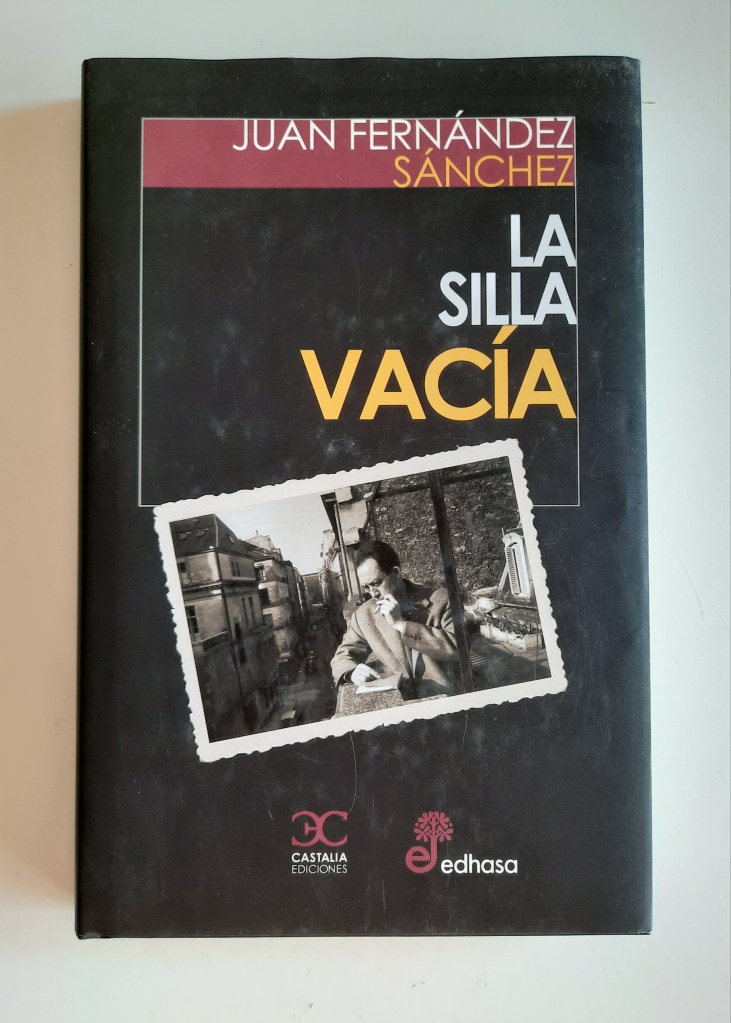 JUAN FERNÁNDEZ
SÁNCHEZ
LA
SILLA
VACÍA
CASTALIA
EDICIONES
edhasa